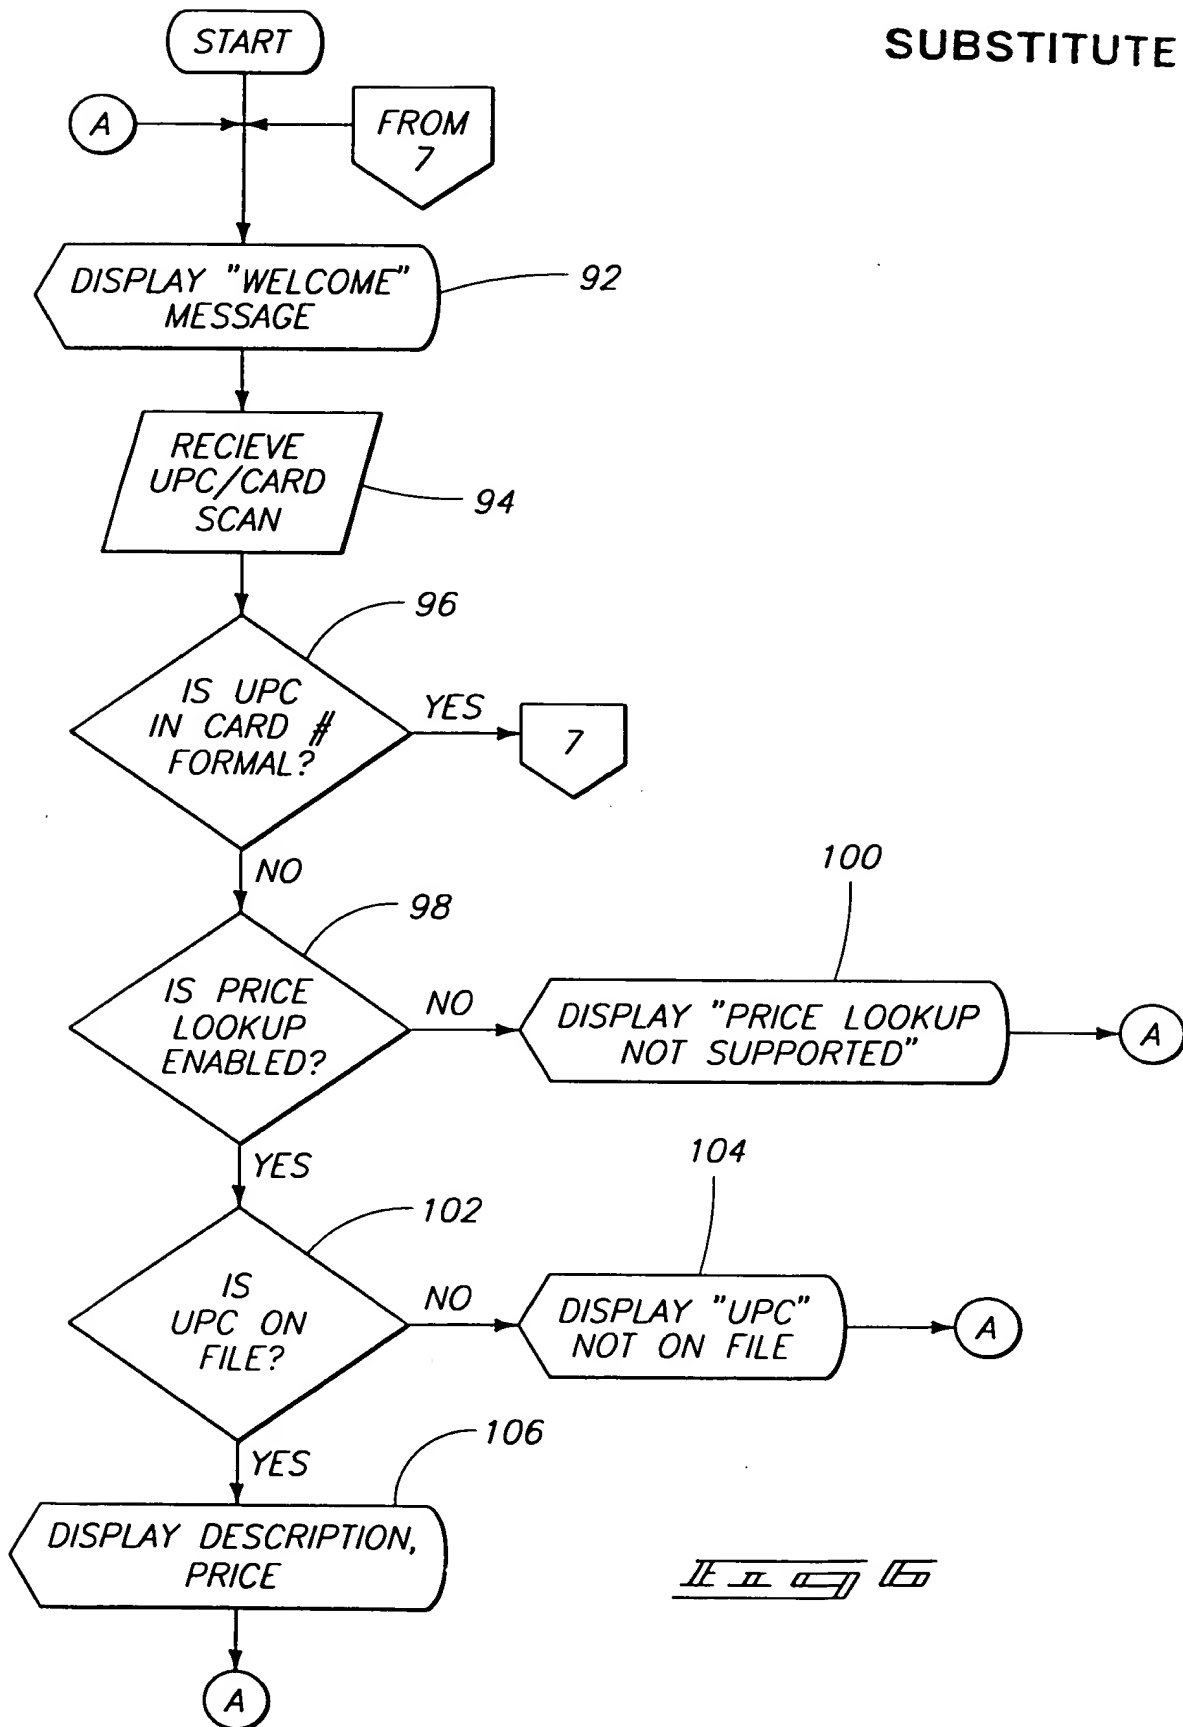 SUBSTITUTE
START
A
FROM
7
DISPLAY "WELCOME"
MESSAGE
92
RECIEVE
UPC/CARD
SCAN
94
96
IS UPC
IN CARD #
FORMAL?
YES
7
NO
98
100
IS PRICE
LOOKUP
ENABLED?
NO
DISPLAY "PRICE LOOKUP
NOT SUPPORTED"
A
YES
102
104
IS
UPC ON
FILE?
NO
DISPLAY "UPC"
NOT ON FILE
A
YES
106
DISPLAY DESCRIPTION,
PRICE
A
Fig 6